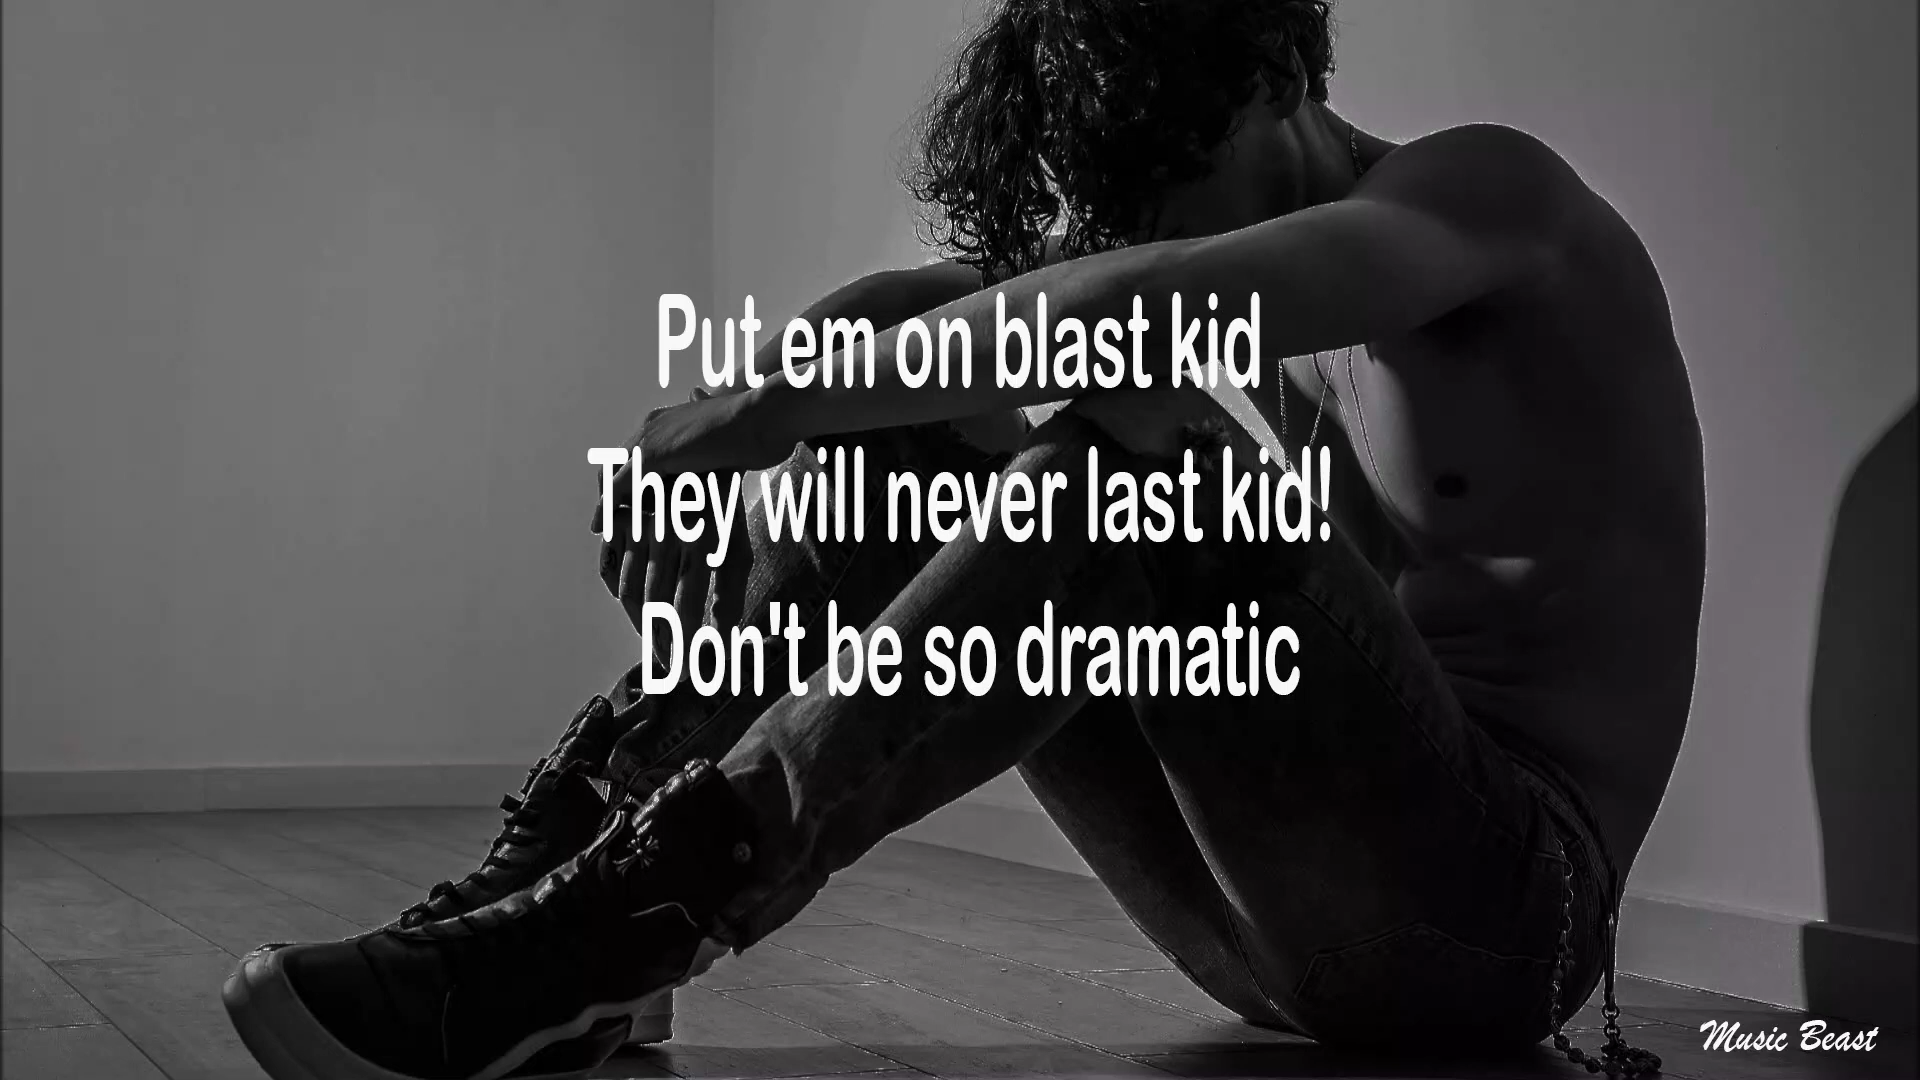 Put em on blast kid
They will never last kid!
Don't be so dramatic
Music Beast